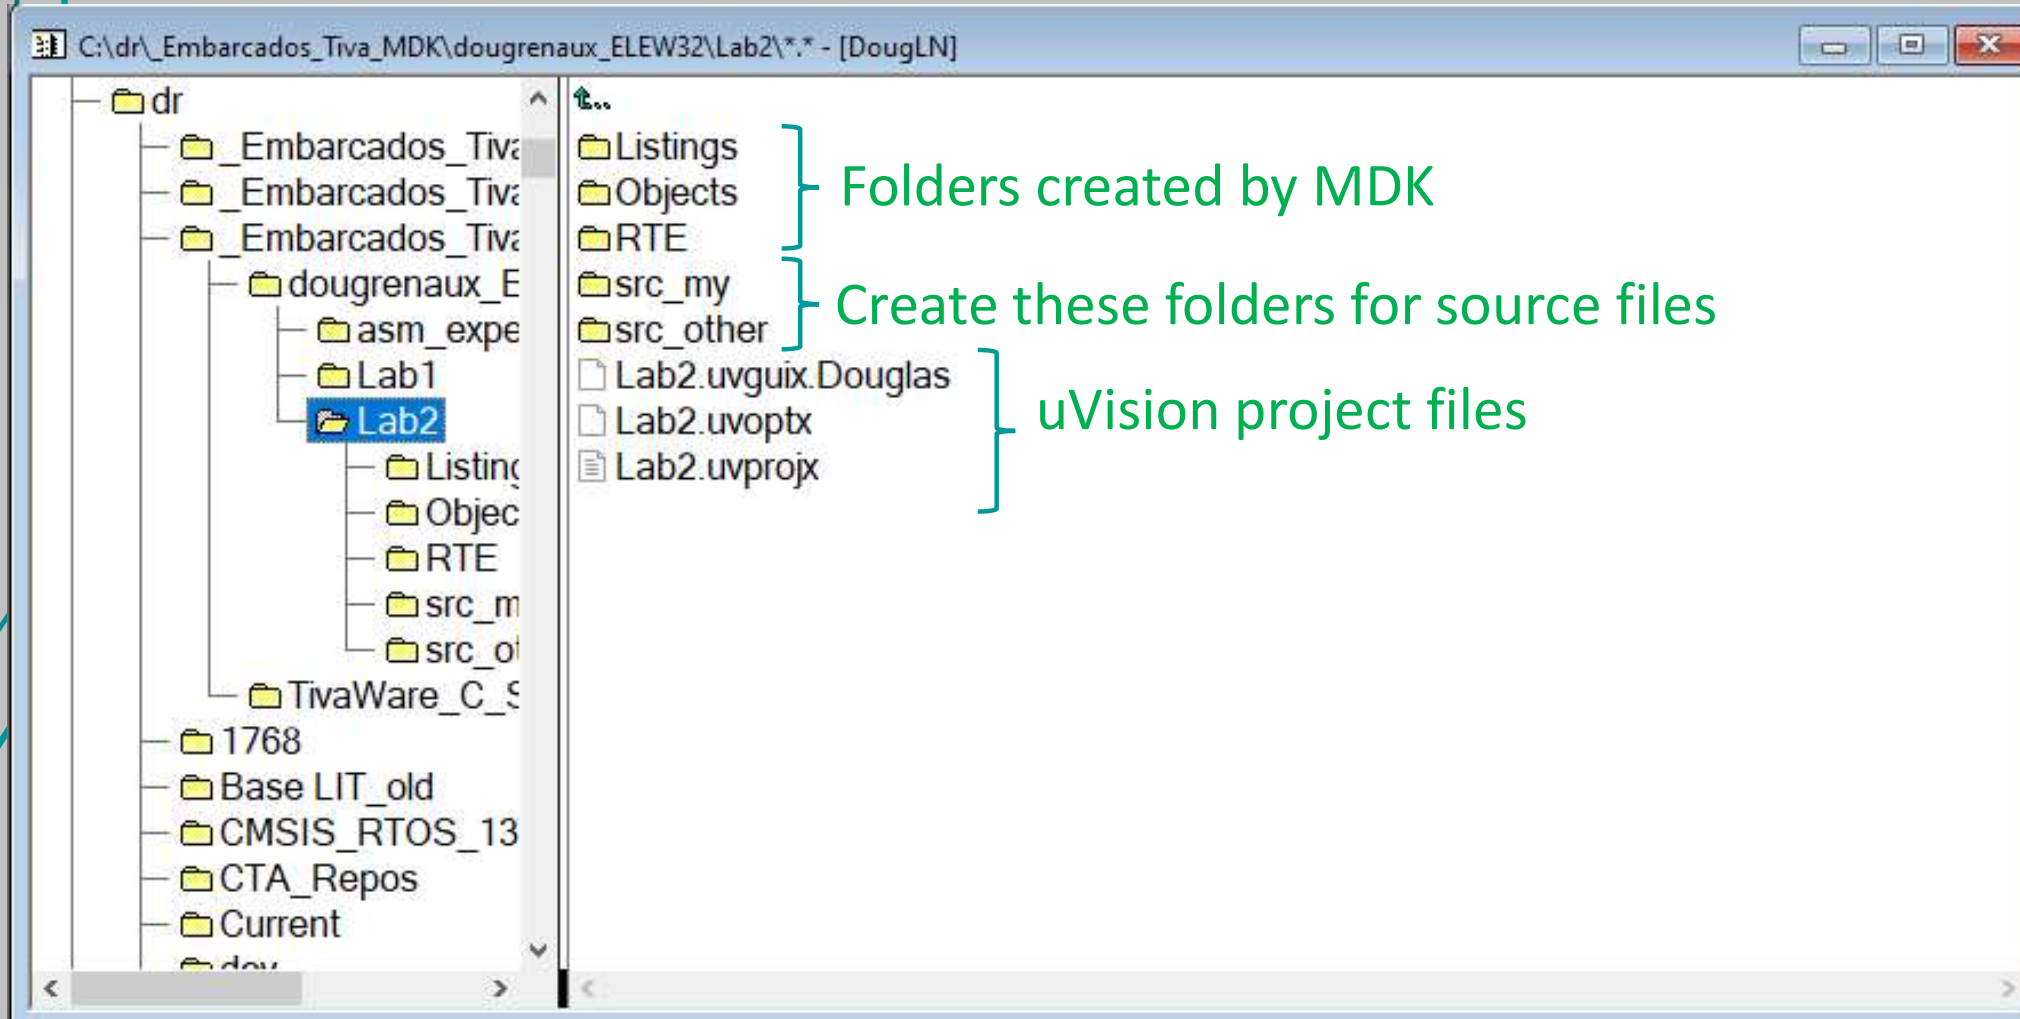 C:\dr\_Embarcados_Tiva_MDK\dougrenaux_ELEW32\Lab2\*.* - [DougLN]
dr
_Embarcados_Tiva
_Embarcados_Tiva
_Embarcados_Tiva
dougrenaux_E
asm_expe
Lab1
Lab2
Listing
Objec
RTE
src_m
src_ot
TivaWare_C_S
1768
Base LIT_old
CMSIS_RTOS_13
CTA_Repos
Current
dev
..
Listings
Objects
RTE
Folders created by MDK
src_my
src_other
Create these folders for source files
Lab2.uvguix.Douglas
Lab2.uvoptx
Lab2.uvprojx
uVision project files